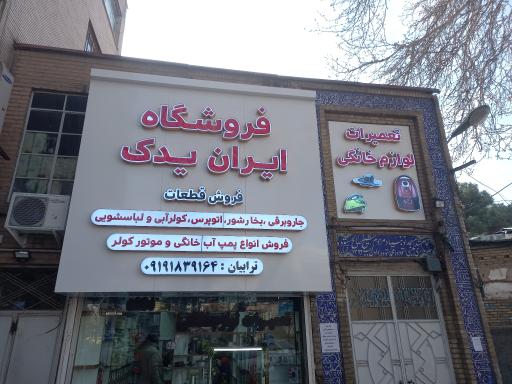 فروشگاه
ایران یدک
فروش قطعات
جاروبرقی ،بخارشور، اتوپرس،کولرآبی و لباسشویی
فروش انواع پمپ آب خانگی و موتور کولر
ترابیان : ۰۹۱۹۱۸۳۹۱۶۴
تعمیرات
لوازم خانگی